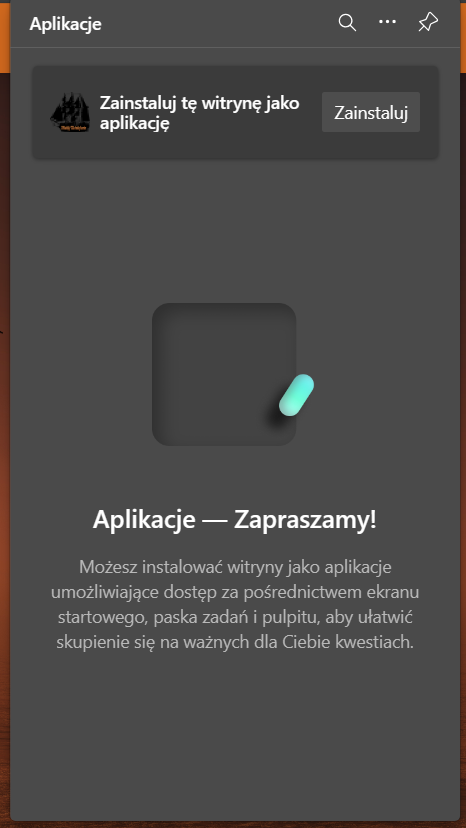 Aplikacje
Zainstaluj tę witrynę jako
aplikację
Zainstaluj
Aplikacje — Zapraszamy!
Możesz instalować witryny jako aplikacje
umożliwiające dostęp za pośrednictwem ekranu
startowego, paska zadań i pulpitu, aby ułatwić
skupienie się na ważnych dla Ciebie kwestiach.